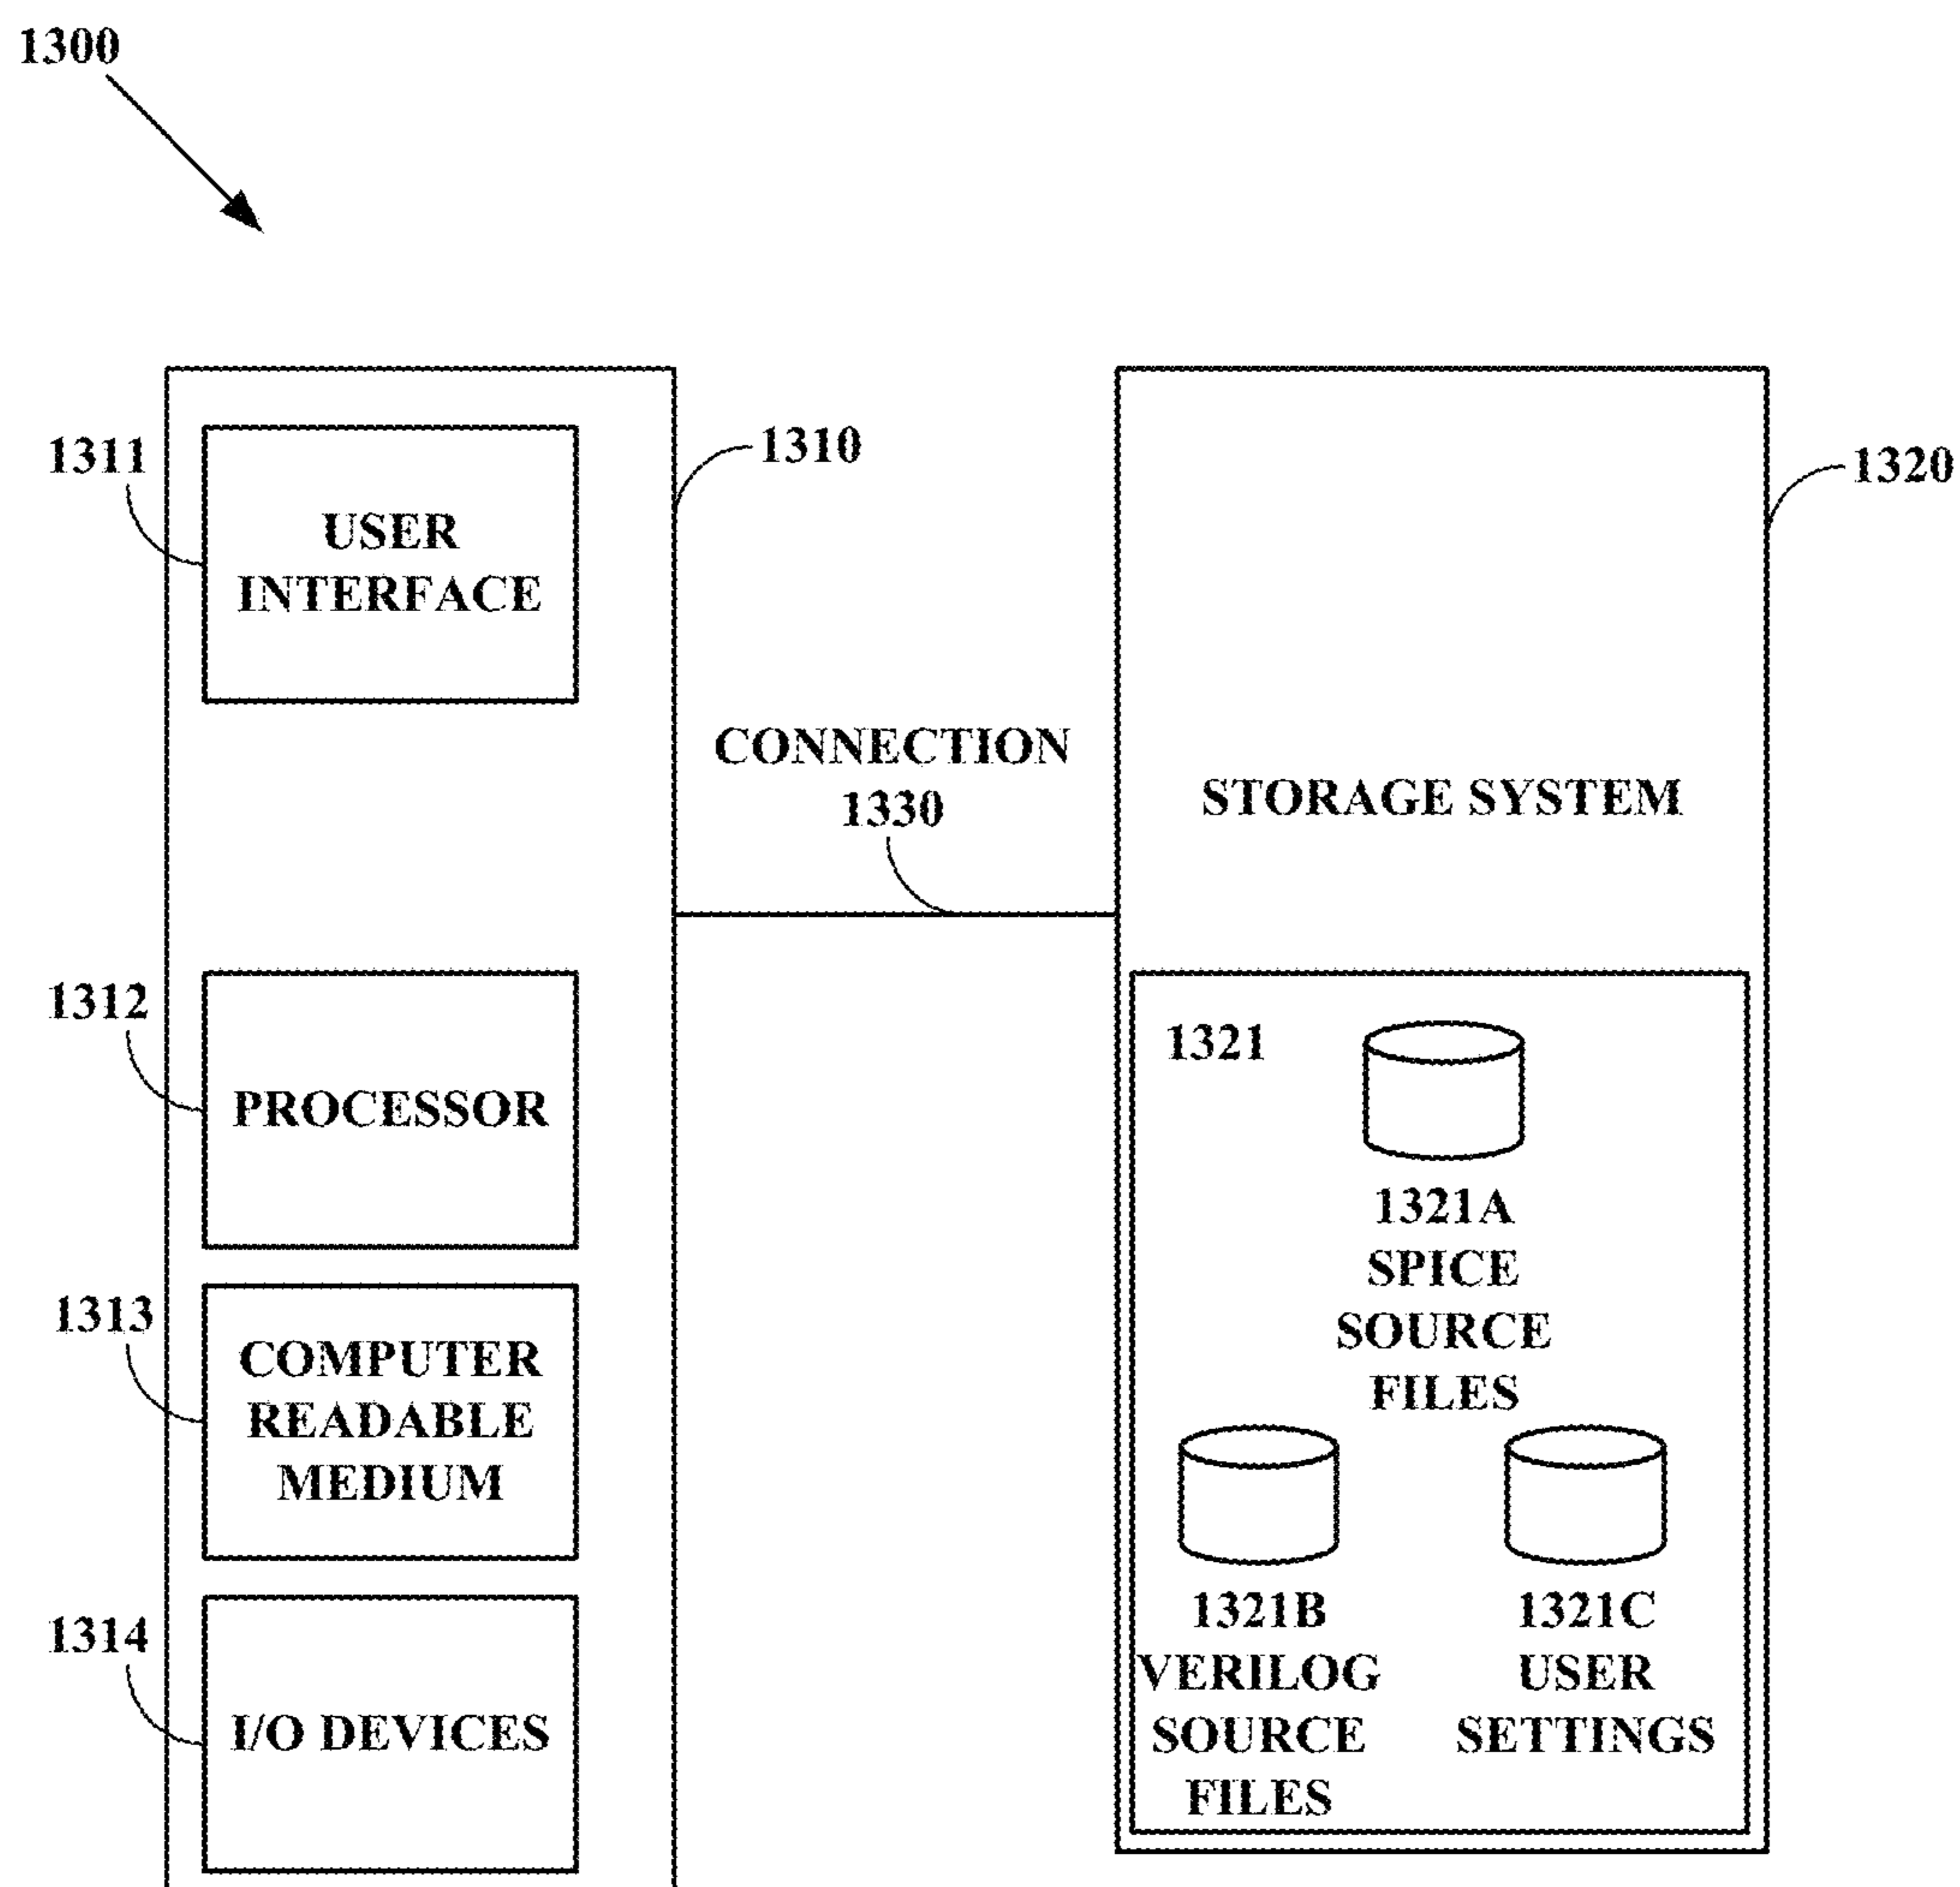 1300
1311
USER
INTERFACE
1310
1320
CONNECTION
1330
STORAGE SYSTEM
1312
PROCESSOR
1321
1321A
SPICE
SOURCE
FILES
1313
COMPUTER
READABLE
MEDIUM
1321B
VERILOG
SOURCE
FILES
1321C
USER
SETTINGS
1314
I/O DEVICES